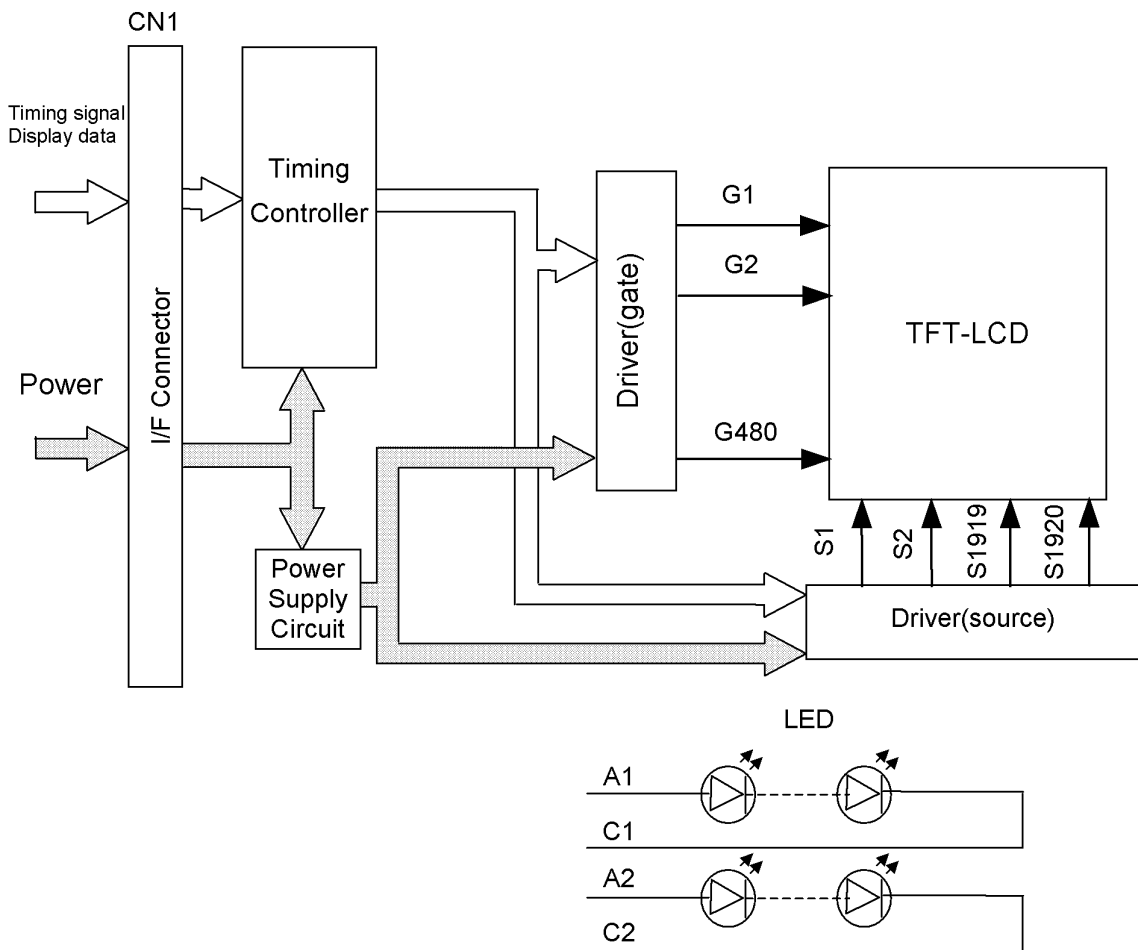 CN1
Timing signal
Display data
Power
I/F Connector
Timing
Controller
Power
Supply
Circuit
Driver(gate)
G1
G2
G480
TFT-LCD
S1
S2
S1919
S1920
Driver(source)
LED
A1
C1
A2
C2